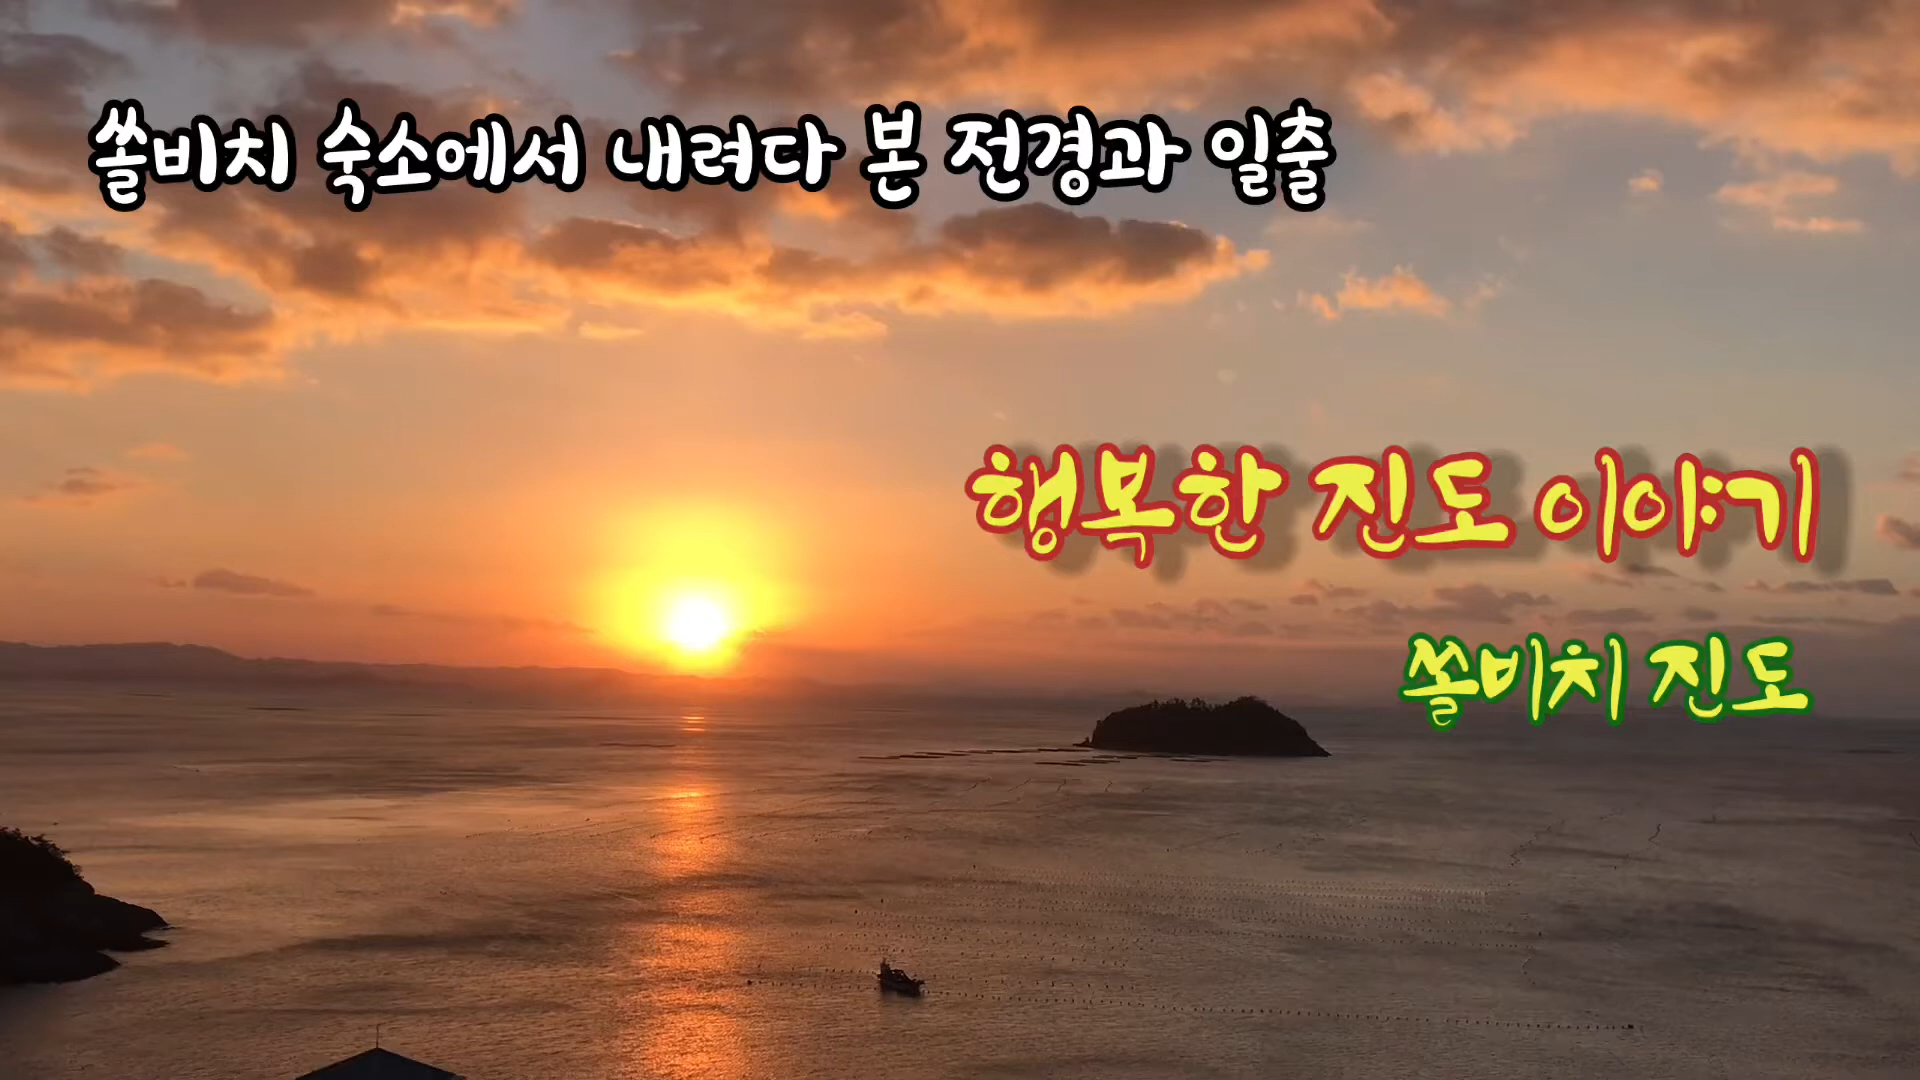 쏠비치 숙소에서 내려다 본 전경과 일출
행복한 진도 이야기
쏠비치 진도